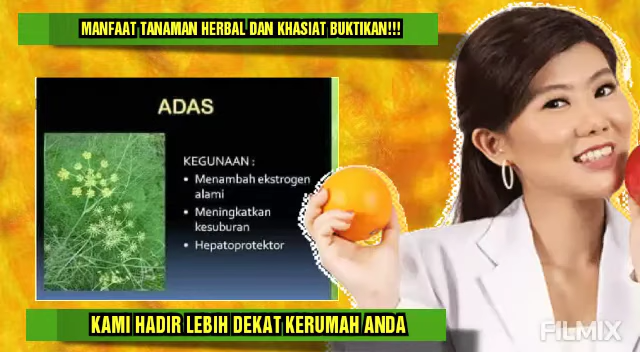 MANFAAT TANAMAN HERBAL DAN KHASIAT BUKTIKAN!!!
ADAS
KEGUNAAN :
• Menambah ekstrogen
alami
• Meningkatkan
kesuburan
• Hepatoprotektor
KAMI HADIR LEBIH DEKAT KERUMAH ANDA
FILMIX